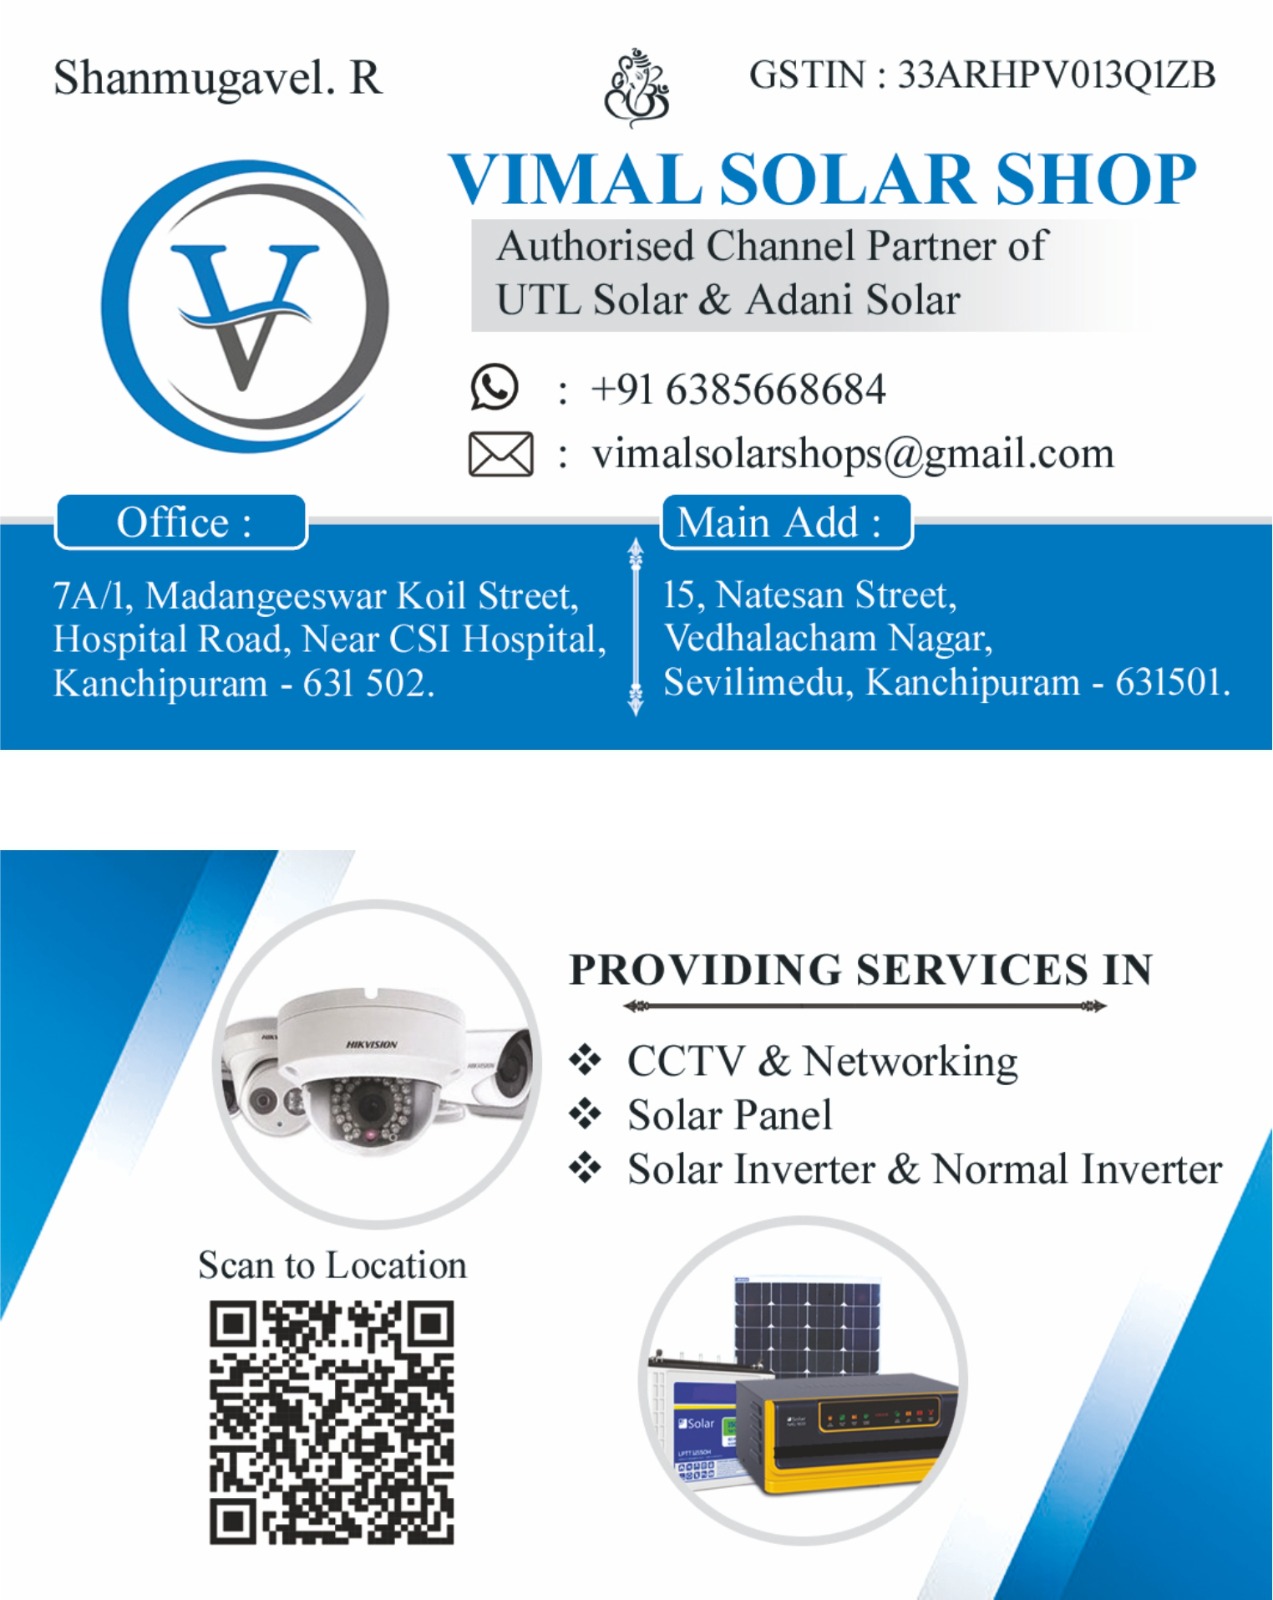 Shanmugavel. R
GSTIN : 33ARHPV013Q1ZB
V
VIMAL SOLAR SHOP
Authorised Channel Partner of
UTL Solar & Adani Solar
: +91 6385668684
: vimalsolarshops@gmail.com
Office :
7A/1, Madangeeswar Koil Street,
Hospital Road, Near CSI Hospital,
Kanchipuram - 631 502.
Main Add :
15, Natesan Street,
Vedhalacham Nagar,
Sevilimedu, Kanchipuram - 631501.
PROVIDING SERVICES IN
❖ CCTV & Networking
❖ Solar Panel
❖ Solar Inverter & Normal Inverter
HIKVISION
HIKVISION
Scan to Location
Solar
Solar